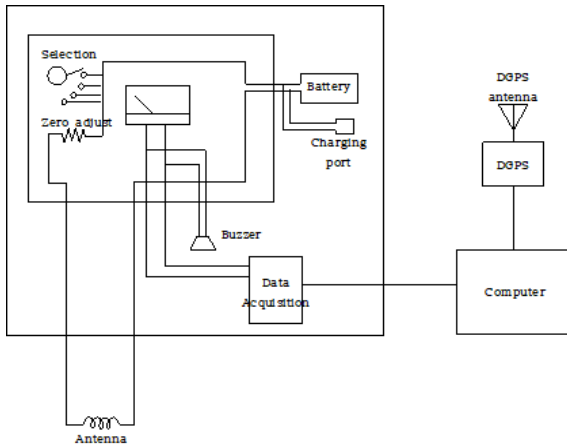 Selection
Zero adjust
Battery
Charging
port
Buzzer
Data
Acquisition
Antenna
DGPS
antenna
DGPS
Computer